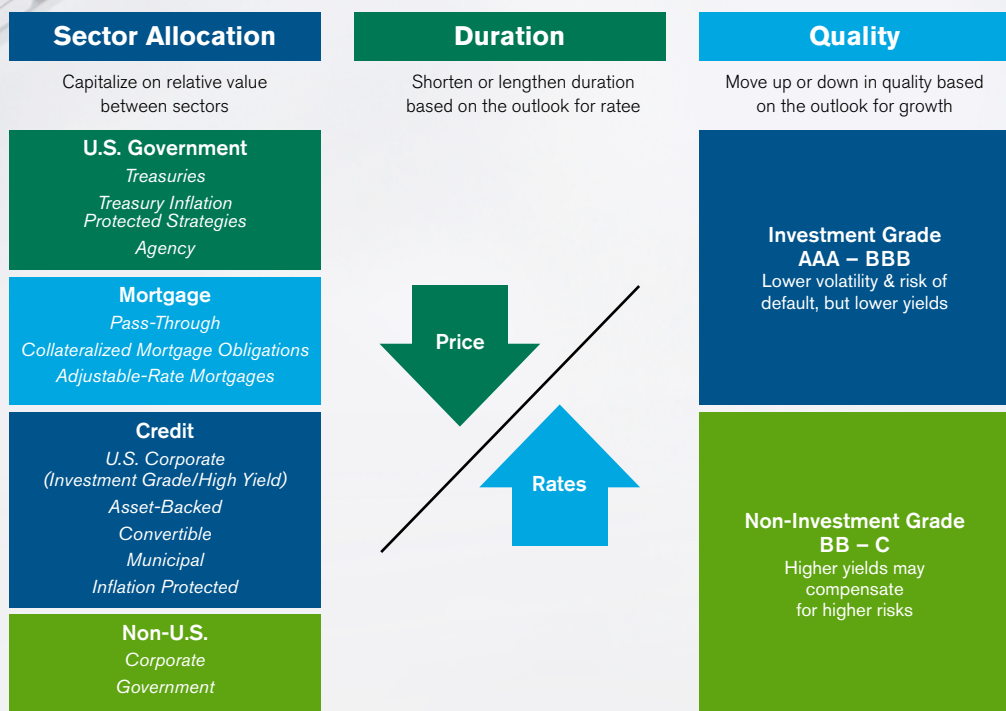 Sector Allocation
Capitalize on relative value
between sectors
U.S. Government
Treasuries
Treasury Inflation
Protected Strategies
Agency
Mortgage
Pass-Through
Collateralized Mortgage Obligations
Adjustable-Rate Mortgages
Credit
U.S. Corporate
(Investment Grade/High Yield)
Asset-Backed
Convertible
Municipal
Inflation Protected
Non-U.S.
Corporate
Government
Duration
Shorten or lengthen duration
based on the outlook for ratee
Price
Rates
Quality
Move up or down in quality based
on the outlook for growth
Investment Grade
AAA – BBB
Lower volatility & risk of
default, but lower yields
Non-Investment Grade
BB – C
Higher yields may
compensate
for higher risks